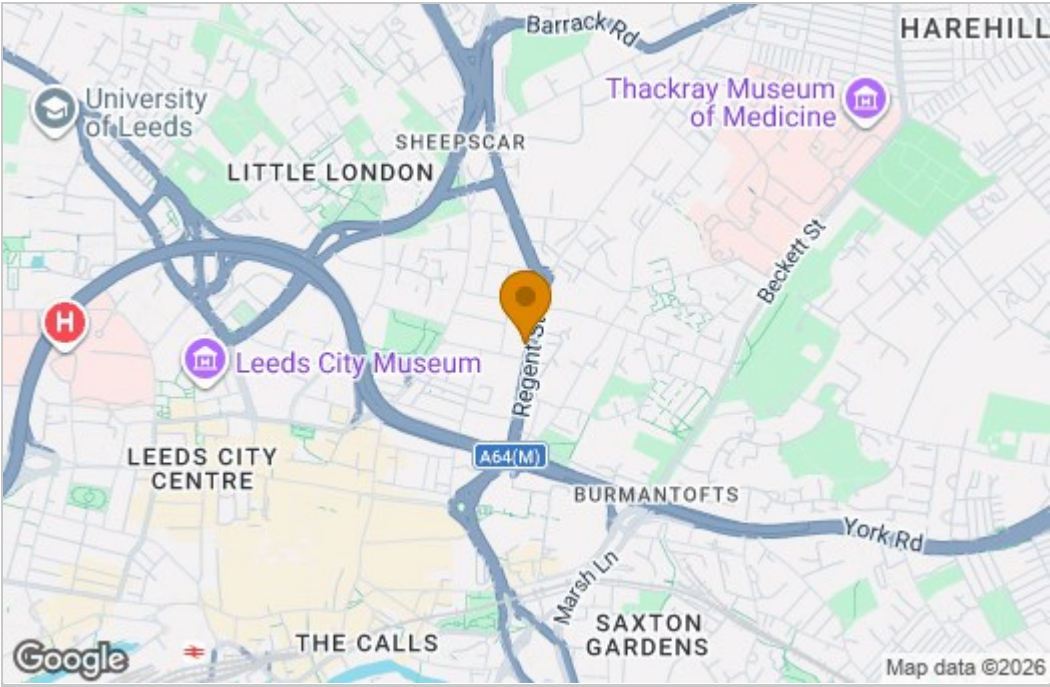 Barrack Rd
HAREHILL
Thackray Museum
of Medicine
University
of Leeds
SHEEPSCAR
LITTLE LONDON
Beckett St
H
Leeds City Museum
Regent St
A64(M)
LEEDS CITY
CENTRE
BURMANTOFTS
York Rd
Marsh Ln
SAXTON
GARDENS
THE CALLS
Google
Map data ©2026